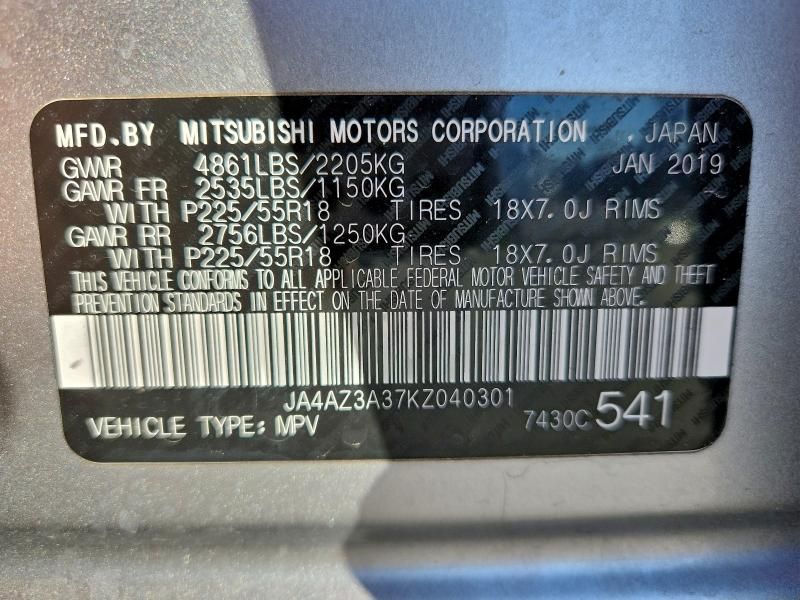 MFD.BY MITSUBISHI MOTORS CORPORATION . JAPAN
GVWR 4861LBS/2205KG JAN 2019
GAWR FR 2535LBS/1150KG
WITH P225/55R18 TIRES 18X7.0J RIMS
GAWR RR 2756LBS/1250KG
WITH P225/55R18 TIRES 18X7.0J RIMS
THIS VEHICLE CONFORMS TO ALL APPLICABLE FEDERAL MOTOR VEHICLE SAFETY AND THEFT
PREVENTION STANDARDS IN EFFECT ON THE DATE OF MANUFACTURE SHOWN ABOVE.
JA4AZ3A37KZ040301
VEHICLE TYPE: MPV 7430C 541